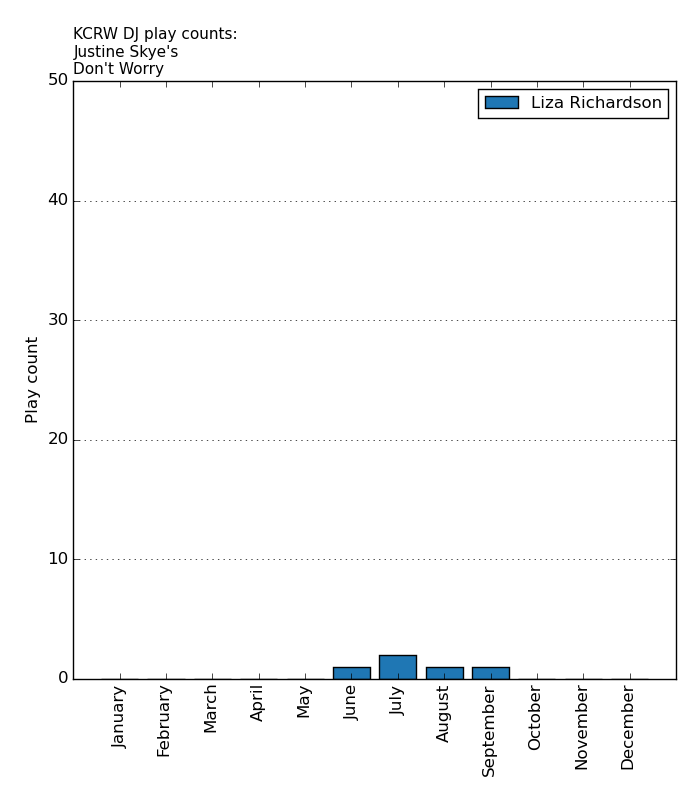 KCRW DJ play counts:
Justine Skye's
Don't Worry
Liza Richardson
50
40
30
20
10
0
Play count
January
February
March
April
May
June
July
August
September
October
November
December